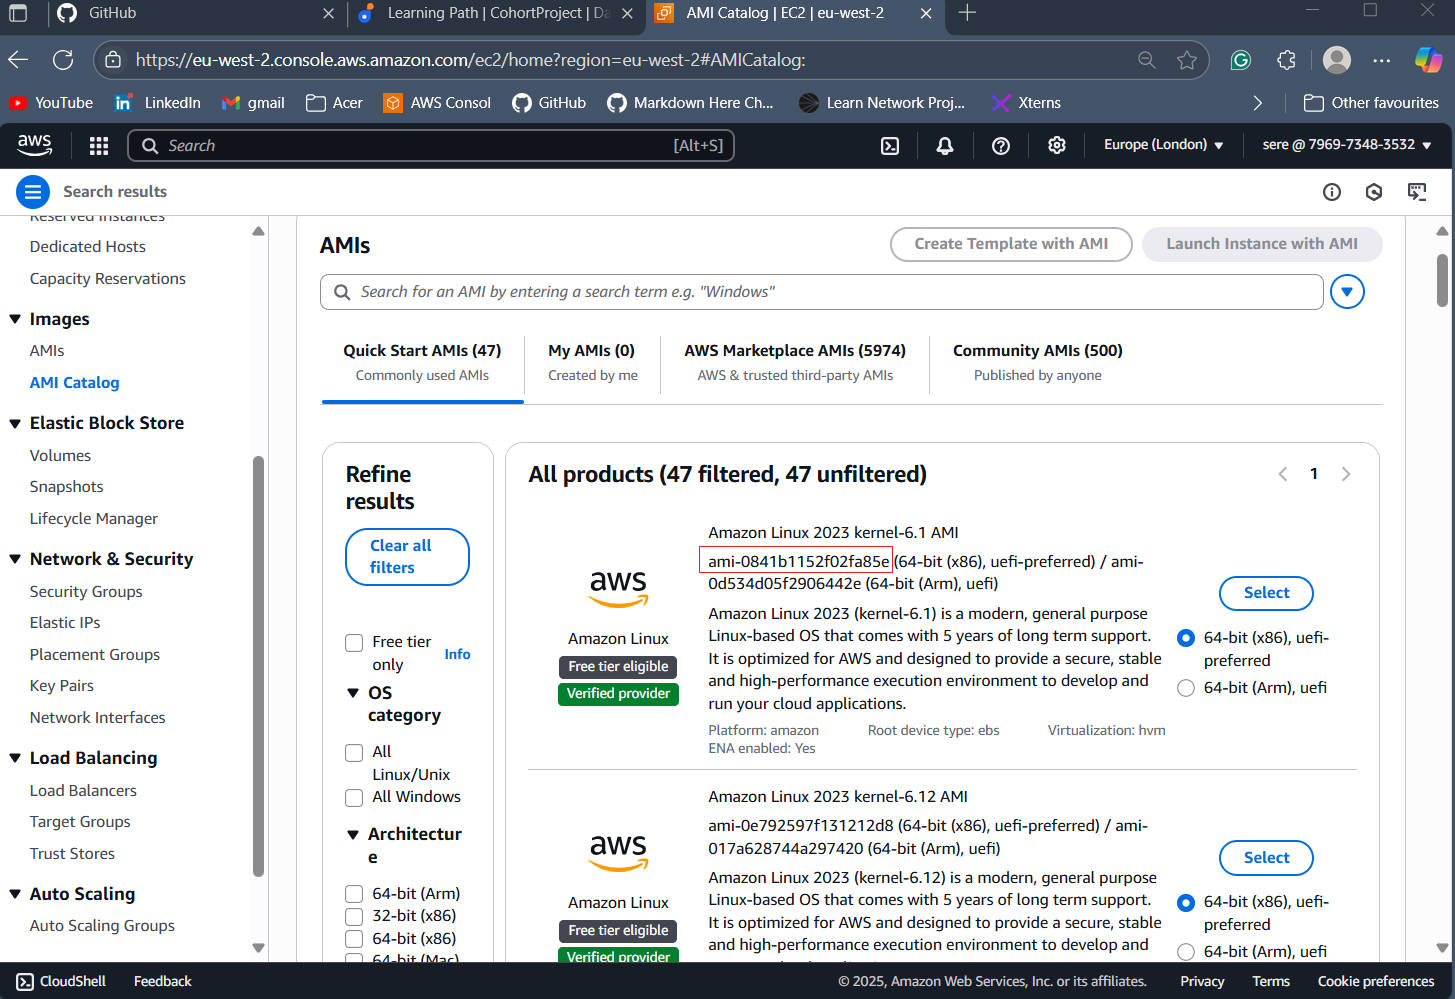 GitHub
Learning Path | CohortProject | Da
AMI Catalog | EC2 | eu-west-2
https://eu-west-2.console.aws.amazon.com/ec2/home?region=eu-west-2#AMICatalog:
YouTube
LinkedIn
gmail
Acer
AWS Consol
GitHub
Markdown Here Ch...
Learn Network Proj...
Xterns
Other favourites
aws
Search
[Alt+S]
Europe (London)
sere @ 7969-7348-3532
Search results
Reserved Instances
Dedicated Hosts
Capacity Reservations
Images
AMIs
AMI Catalog
Elastic Block Store
Volumes
Snapshots
Lifecycle Manager
Network & Security
Security Groups
Elastic IPs
Placement Groups
Key Pairs
Network Interfaces
Load Balancing
Load Balancers
Target Groups
Trust Stores
Auto Scaling
Auto Scaling Groups
AMIs
Create Template with AMI
Launch Instance with AMI
Search for an AMI by entering a search term e.g. "Windows"
Quick Start AMIs (47)
Commonly used AMIs
My AMIs (0)
Created by me
AWS Marketplace AMIs (5974)
AWS & trusted third-party AMIs
Community AMIs (500)
Published by anyone
Refine
results
Clear all
filters
Free tier
only
Info
OS
category
All
Linux/Unix
All Windows
Architectur
e
64-bit (Arm)
32-bit (x86)
64-bit (x86)
64-bit (Mac)
All products (47 filtered, 47 unfiltered)
1
aws
Amazon Linux
Free tier eligible
Verified provider
Amazon Linux 2023 kernel-6.1 AMI
ami-0841b1152f02fa85e (64-bit (x86), uefi-preferred) / ami-
0d534d05f2906442e (64-bit (Arm), uefi)
Amazon Linux 2023 (kernel-6.1) is a modern, general purpose
Linux-based OS that comes with 5 years of long term support.
It is optimized for AWS and designed to provide a secure, stable
and high-performance execution environment to develop and
run your cloud applications.
Platform: amazon
Root device type: ebs
Virtualization: hvm
ENA enabled: Yes
Select
64-bit (x86), uefi-
preferred
64-bit (Arm), uefi
aws
Amazon Linux
Free tier eligible
Verified provider
Amazon Linux 2023 kernel-6.12 AMI
ami-0e792597f131212d8 (64-bit (x86), uefi-preferred) / ami-
017a628744a297420 (64-bit (Arm), uefi)
Amazon Linux 2023 (kernel-6.12) is a modern, general purpose
Linux-based OS that comes with 5 years of long term support.
It is optimized for AWS and designed to provide a secure, stable
and high-performance execution environment to develop and
Select
64-bit (x86), uefi-
preferred
64-bit (Arm), uefi
CloudShell
Feedback
© 2025, Amazon Web Services, Inc. or its affiliates.
Privacy
Terms
Cookie preferences